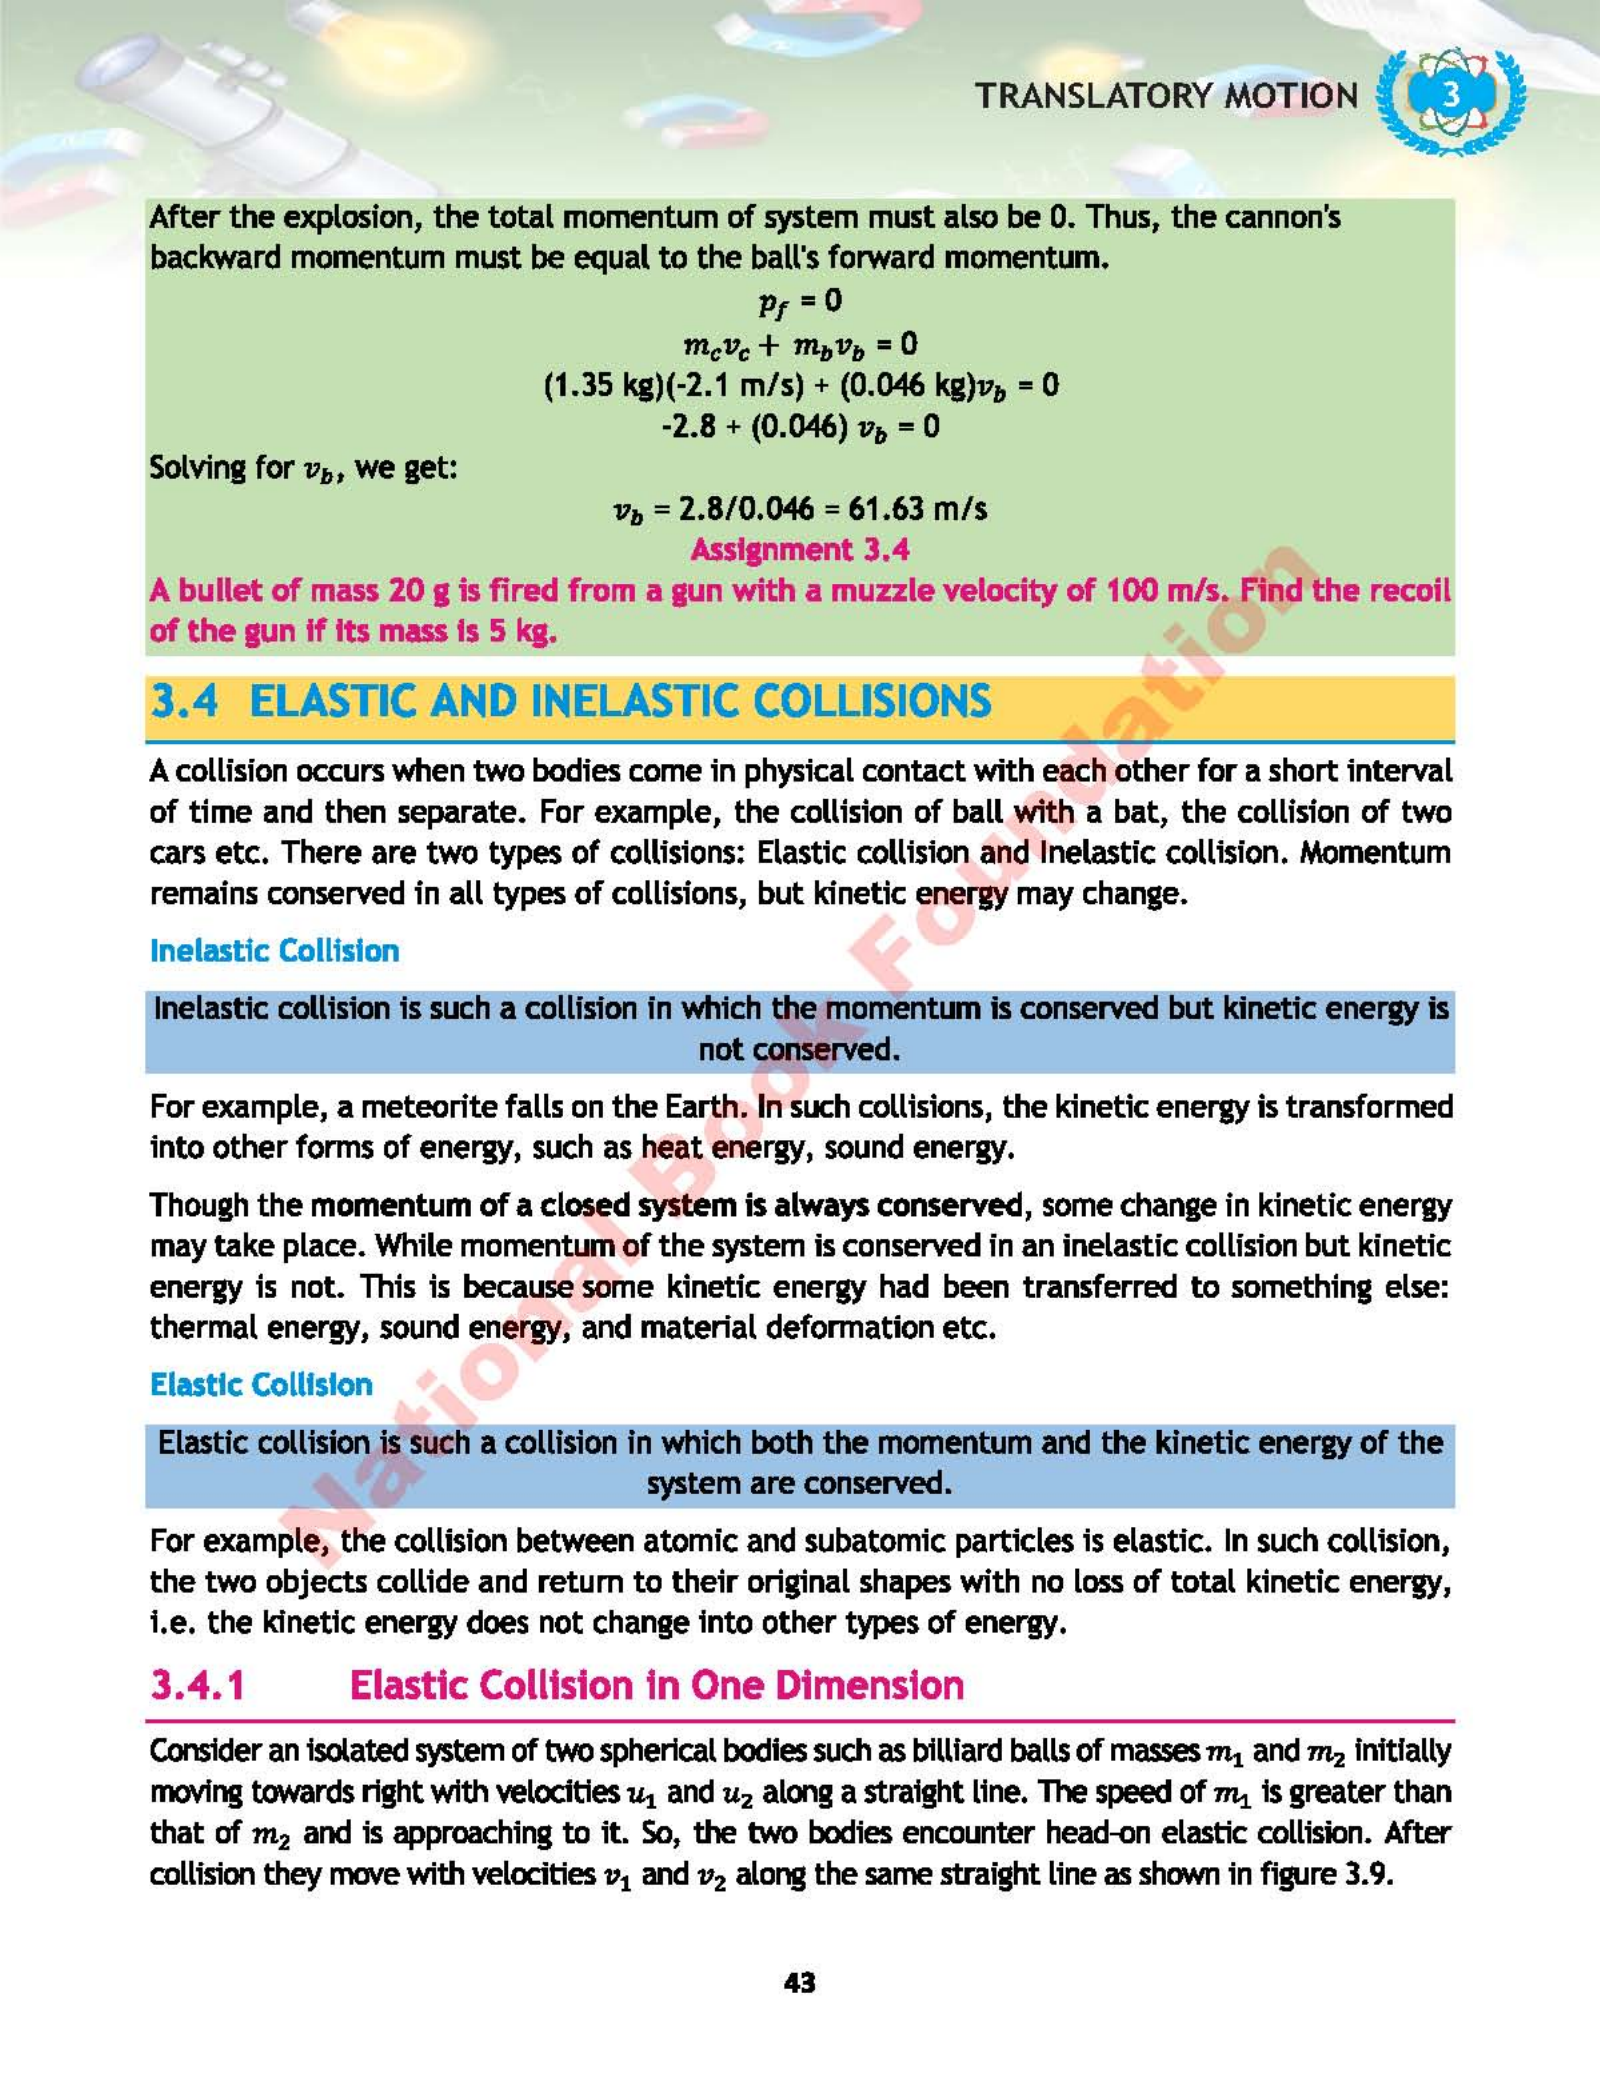 TRANSLATORY MOTION 3
After the explosion, the total momentum of system must also be 0. Thus, the cannon's
backward momentum must be equal to the ball's forward momentum.
p_f = 0
m_c v_c + m_b v_b = 0
(1.35 kg)(-2.1 m/s) + (0.046 kg)v_b = 0
-2.8 + (0.046) v_b = 0
Solving for v_b, we get:
v_b = 2.8/0.046 = 61.63 m/s
Assignment 3.4
A bullet of mass 20 g is fired from a gun with a muzzle velocity of 100 m/s. Find the recoil
of the gun if its mass is 5 kg.
3.4 ELASTIC AND INELASTIC COLLISIONS
A collision occurs when two bodies come in physical contact with each other for a short interval
of time and then separate. For example, the collision of ball with a bat, the collision of two
cars etc. There are two types of collisions: Elastic collision and Inelastic collision. Momentum
remains conserved in all types of collisions, but kinetic energy may change.
Inelastic Collision
Inelastic collision is such a collision in which the momentum is conserved but kinetic energy is
not conserved.
For example, a meteorite falls on the Earth. In such collisions, the kinetic energy is transformed
into other forms of energy, such as heat energy, sound energy.
Though the momentum of a closed system is always conserved, some change in kinetic energy
may take place. While momentum of the system is conserved in an inelastic collision but kinetic
energy is not. This is because some kinetic energy had been transferred to something else:
thermal energy, sound energy, and material deformation etc.
Elastic Collision
Elastic collision is such a collision in which both the momentum and the kinetic energy of the
system are conserved.
For example, the collision between atomic and subatomic particles is elastic. In such collision,
the two objects collide and return to their original shapes with no loss of total kinetic energy,
i.e. the kinetic energy does not change into other types of energy.
3.4.1 Elastic Collision in One Dimension
Consider an isolated system of two spherical bodies such as billiard balls of masses m₁ and m₂ initially
moving towards right with velocities u₁ and u₂ along a straight line. The speed of m₁ is greater than
that of m₂ and is approaching to it. So, the two bodies encounter head-on elastic collision. After
collision they move with velocities v₁ and v₂ along the same straight line as shown in figure 3.9.
43
National Book Foundation